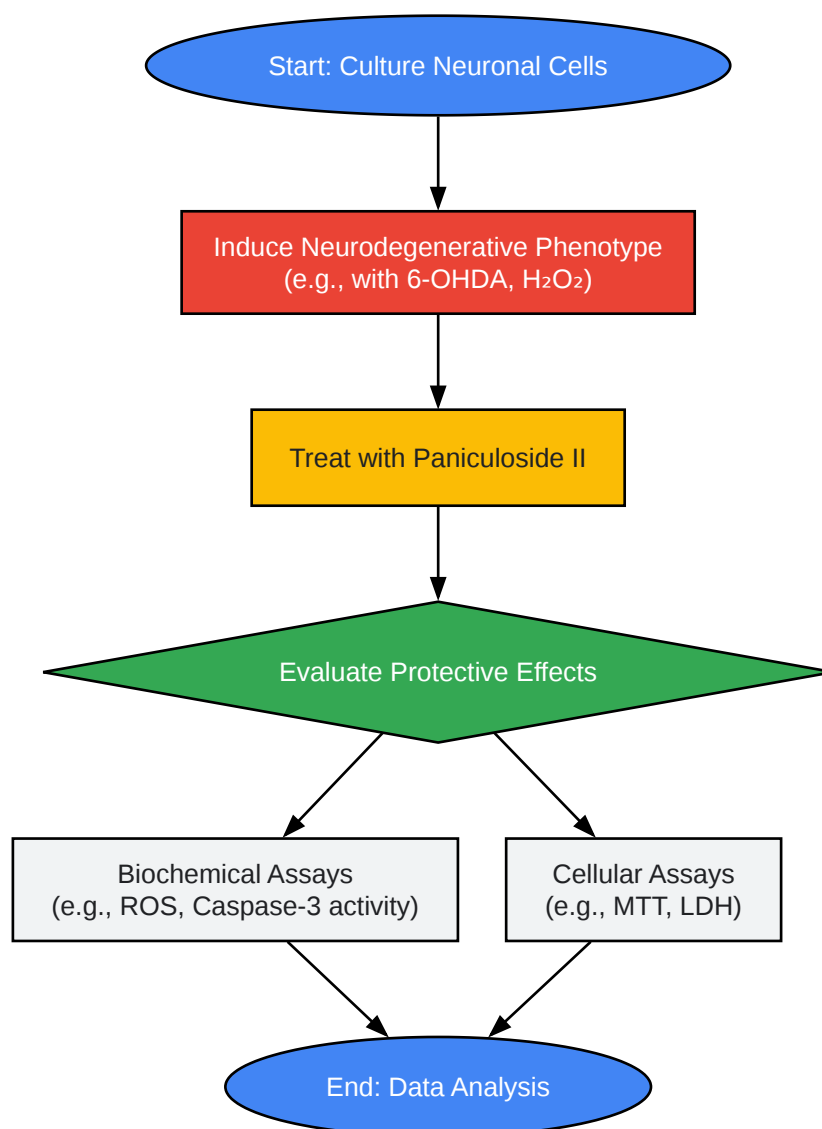 Start: Culture Neuronal Cells
Induce Neurodegenerative Phenotype
(e.g., with 6-OHDA, H₂O₂)
Treat with Paniculoside II
Evaluate Protective Effects
Biochemical Assays
(e.g., ROS, Caspase-3 activity)
Cellular Assays
(e.g., MTT, LDH)
End: Data Analysis